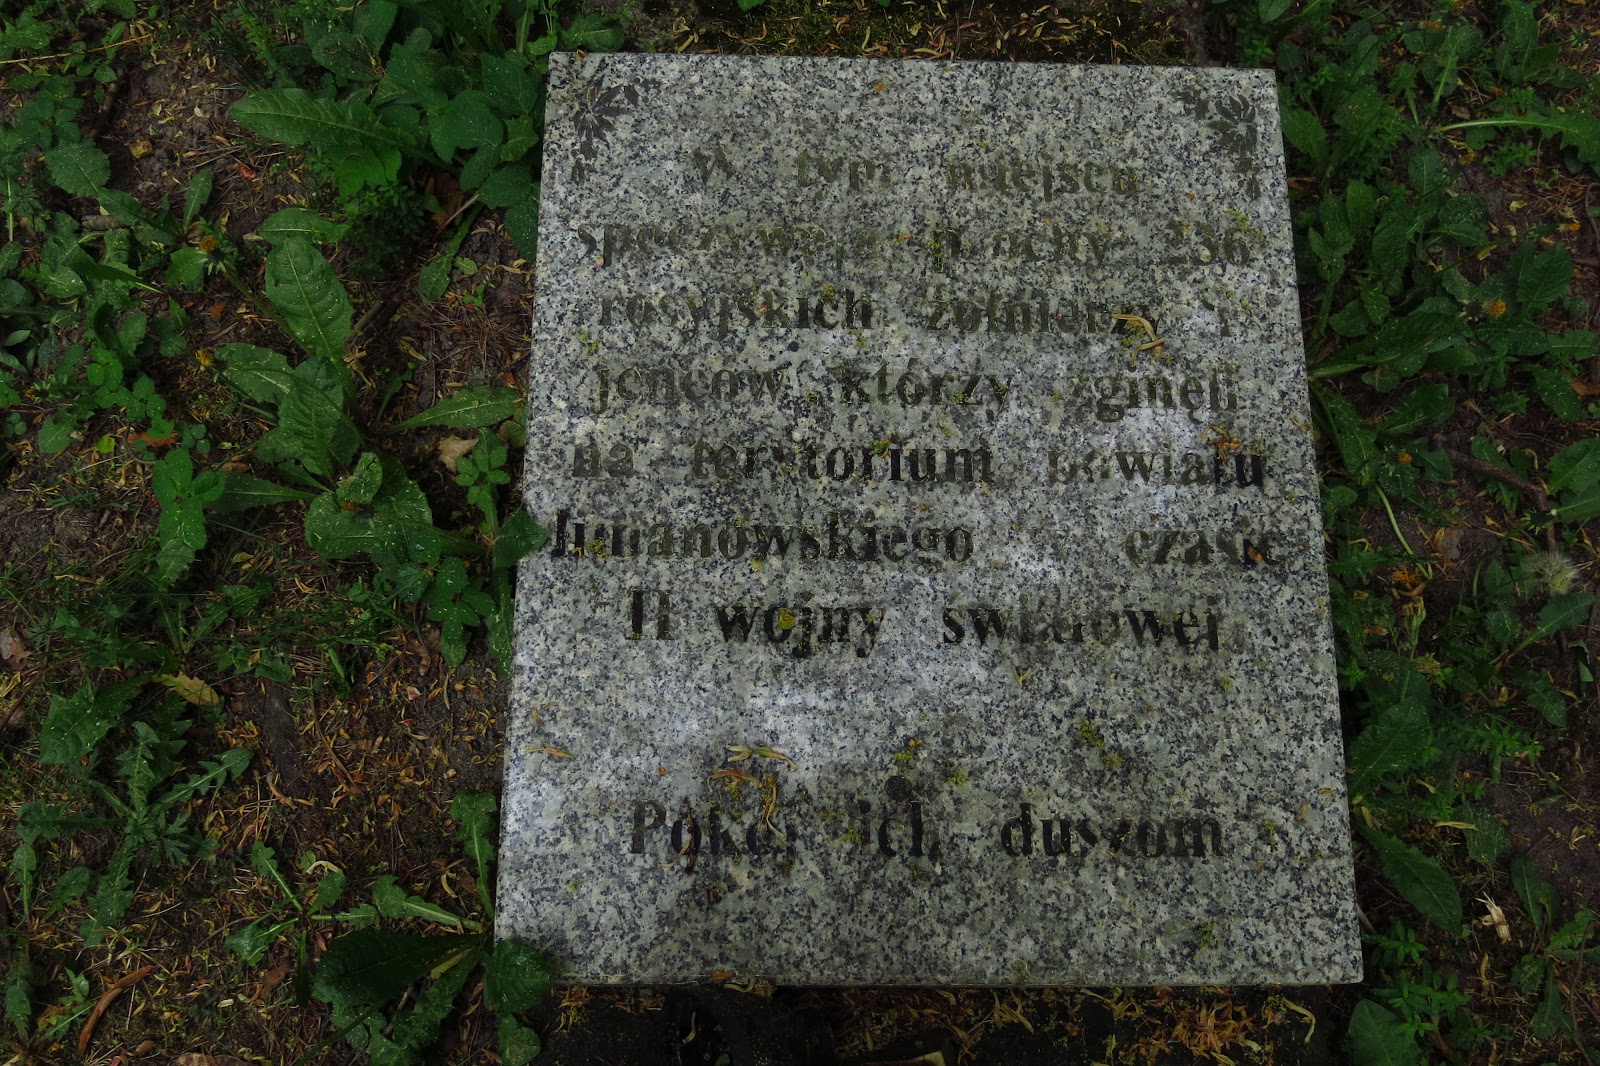 W tym miejscu
spoczywają prochy 236
rosyjskich żołnierzy i
jeńców, którzy zginęli
na terytorium powiatu
limanowskiego w czasie
II wojny światowej
Pokój ich duszom